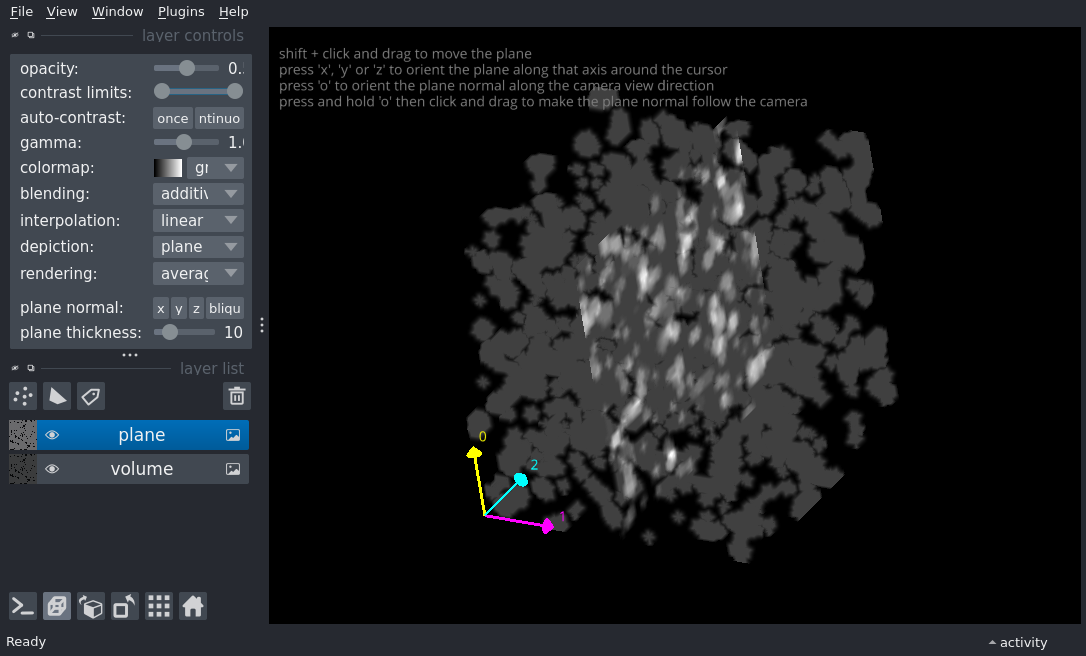 File View Window Plugins Help
layer controls
opacity: 0.
contrast limits:
auto-contrast: once ntinuo
gamma: 1.
colormap: gr
blending: additiv
interpolation: linear
depiction: plane
rendering: averag
plane normal: x y z bliqu
plane thickness: 10
layer list
plane
volume
shift + click and drag to move the plane
press 'x', 'y' or 'z' to orient the plane along that axis around the cursor
press 'o' to orient the plane normal along the camera view direction
press and hold 'o' then click and drag to make the plane normal follow the camera
0
2
1
Ready
activity